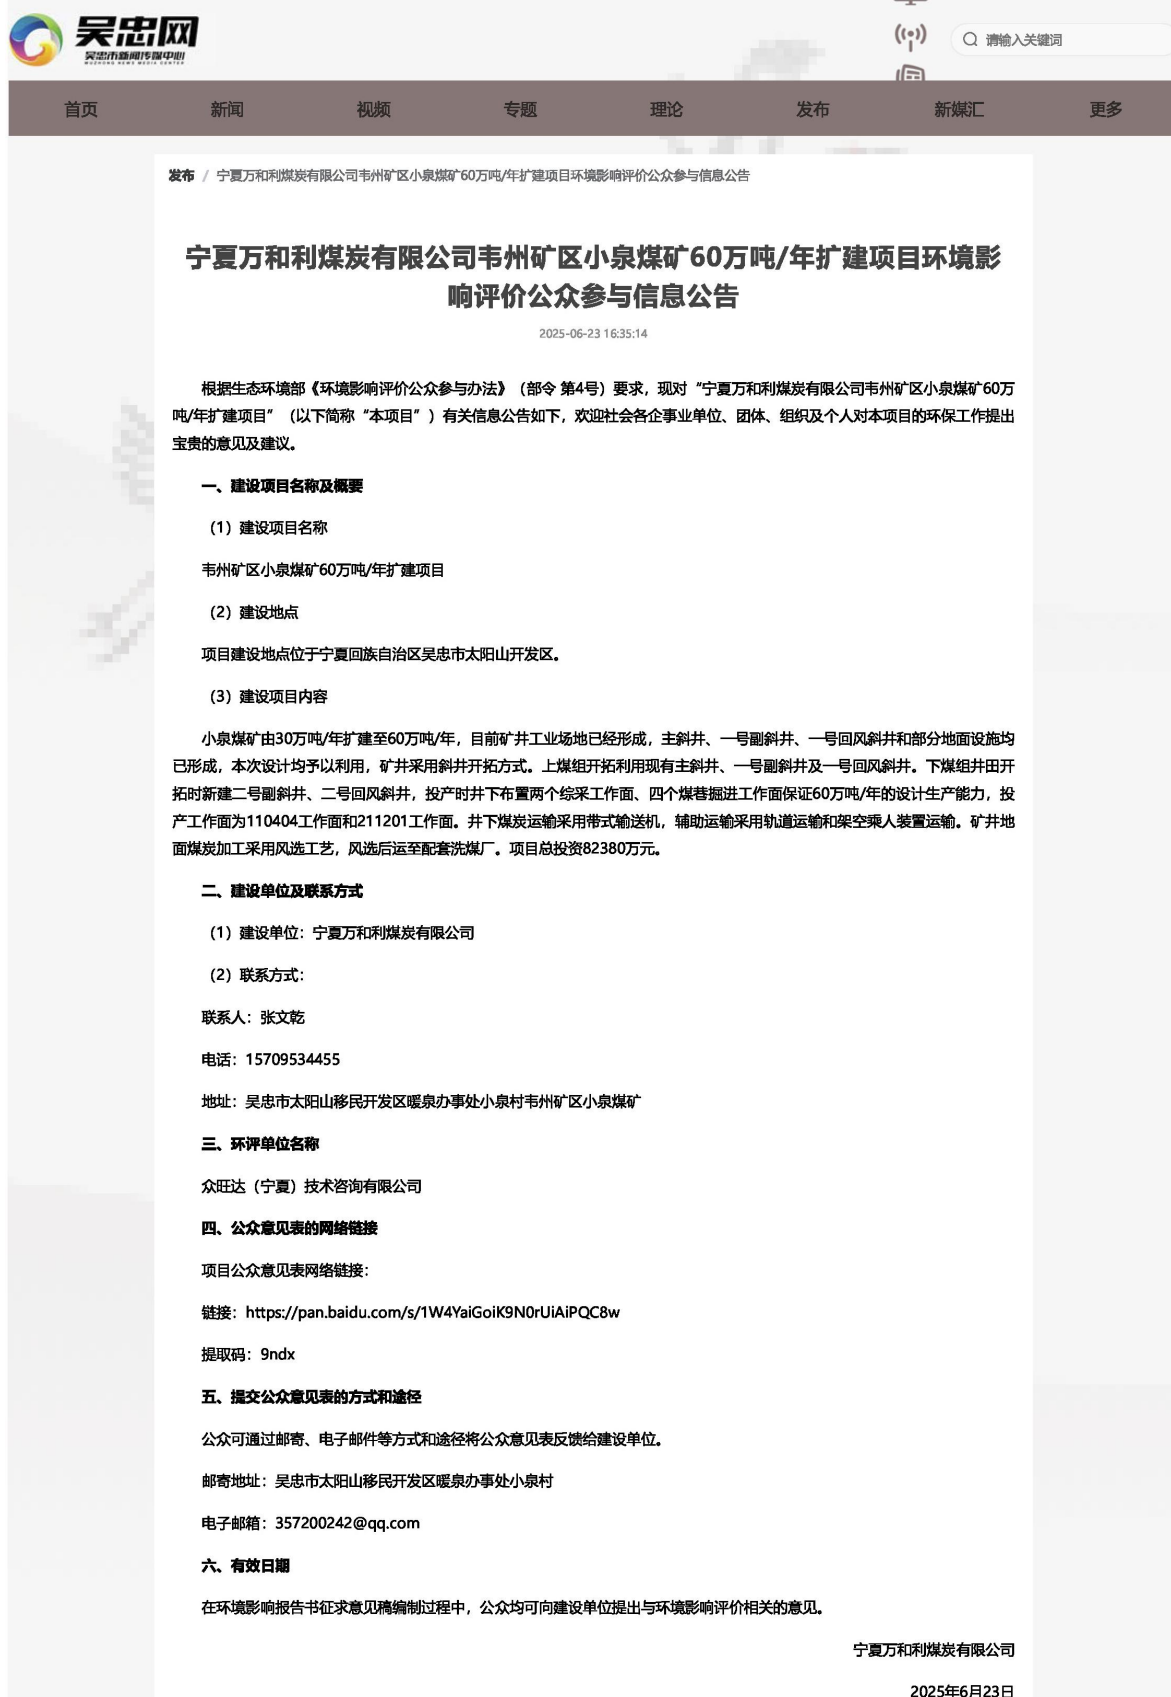 吴忠网
吴忠市新闻传媒中心
WUZHONG NEWS MEDIA CENTER
请输入关键词
首页 新闻 视频 专题 理论 发布 新媒汇 更多
发布 / 宁夏万和利煤炭有限公司韦州矿区小泉煤矿60万吨/年扩建项目环境影响评价公众参与信息公告
宁夏万和利煤炭有限公司韦州矿区小泉煤矿60万吨/年扩建项目环境影
响评价公众参与信息公告
2025-06-23 16:35:14
根据生态环境部《环境影响评价公众参与办法》（部令 第4号）要求，现对“宁夏万和利煤炭有限公司韦州矿区小泉煤矿60万
吨/年扩建项目”（以下简称“本项目”）有关信息公告如下，欢迎社会各企事业单位、团体、组织及个人对本项目的环保工作提出
宝贵的意见及建议。
一、建设项目名称及概要
（1）建设项目名称
韦州矿区小泉煤矿60万吨/年扩建项目
（2）建设地点
项目建设地点位于宁夏回族自治区吴忠市太阳山开发区。
（3）建设项目内容
小泉煤矿由30万吨/年扩建至60万吨/年，目前矿井工业场地已经形成，主斜井、一号副斜井、一号回风斜井和部分地面设施均
已形成，本次设计均予以利用，矿井采用斜井开拓方式。上煤组开拓利用现有主斜井、一号副斜井及一号回风斜井。下煤组井田开
拓时新建二号副斜井、二号回风斜井，投产时井下布置两个综采工作面、四个煤巷掘进工作面保证60万吨/年的设计生产能力，投
产工作面为110404工作面和211201工作面。井下煤炭运输采用带式输送机，辅助运输采用轨道运输和架空乘人装置运输。矿井地
面煤炭加工采用风选工艺，风选后运至配套洗煤厂。项目总投资82380万元。
二、建设单位及联系方式
（1）建设单位：宁夏万和利煤炭有限公司
（2）联系方式：
联系人：张文乾
电话：15709534455
地址：吴忠市太阳山移民开发区暖泉办事处小泉村韦州矿区小泉煤矿
三、环评单位名称
众旺达（宁夏）技术咨询有限公司
四、公众意见表的网络链接
项目公众意见表网络链接：
链接：https://pan.baidu.com/s/1W4YaiGoiK9N0rUiAiPQC8w
提取码：9ndx
五、提交公众意见表的方式和途径
公众可通过邮寄、电子邮件等方式和途径将公众意见表反馈给建设单位。
邮寄地址：吴忠市太阳山移民开发区暖泉办事处小泉村
电子邮箱：357200242@qq.com
六、有效日期
在环境影响报告书征求意见稿编制过程中，公众均可向建设单位提出与环境影响评价相关的意见。
宁夏万和利煤炭有限公司
2025年6月23日